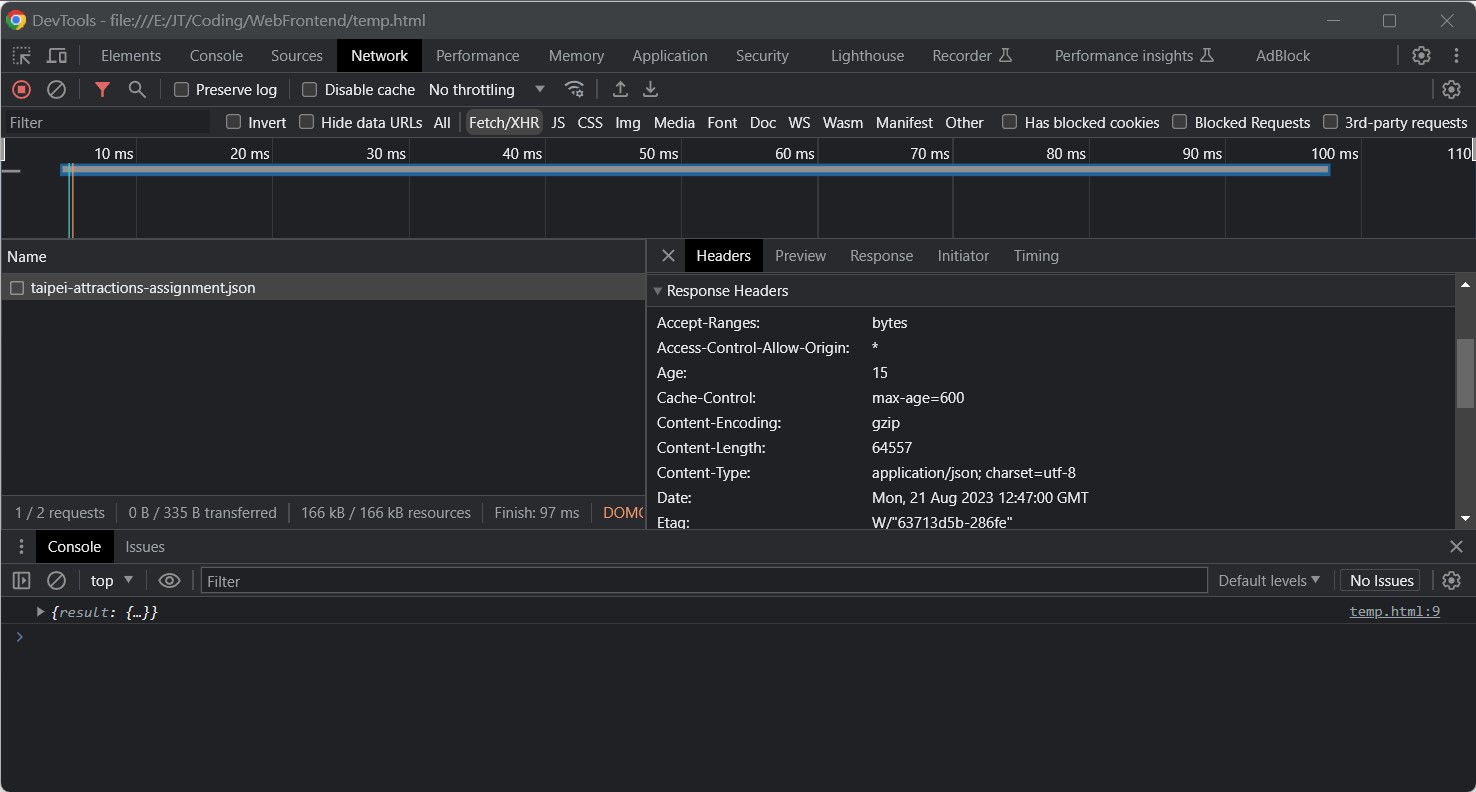 DevTools - file:///E:/JT/Coding/WebFrontend/temp.html
Elements Console Sources Network Performance Memory Application Security Lighthouse Recorder Performance insights AdBlock
Preserve log Disable cache No throttling
Filter Invert Hide data URLs All Fetch/XHR JS CSS Img Media Font Doc WS Wasm Manifest Other Has blocked cookies Blocked Requests 3rd-party requests
10 ms 20 ms 30 ms 40 ms 50 ms 60 ms 70 ms 80 ms 90 ms 100 ms 110
Name
taipei-attractions-assignment.json
1 / 2 requests 0 B / 335 B transferred 166 kB / 166 kB resources Finish: 97 ms DOMC
Headers Preview Response Initiator Timing
Response Headers
Accept-Ranges: bytes
Access-Control-Allow-Origin: *
Age: 15
Cache-Control: max-age=600
Content-Encoding: gzip
Content-Length: 64557
Content-Type: application/json; charset=utf-8
Date: Mon, 21 Aug 2023 12:47:00 GMT
Etag: W/"63713d5b-286fe"
Console Issues
top Filter Default levels No Issues
{result: {…}} temp.html:9